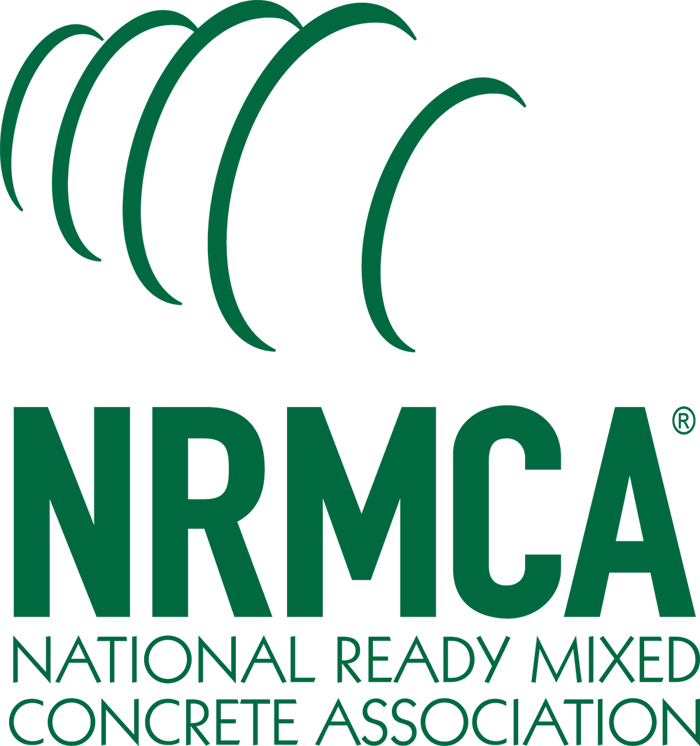 NRMCA®
NATIONAL READY MIXED
CONCRETE ASSOCIATION